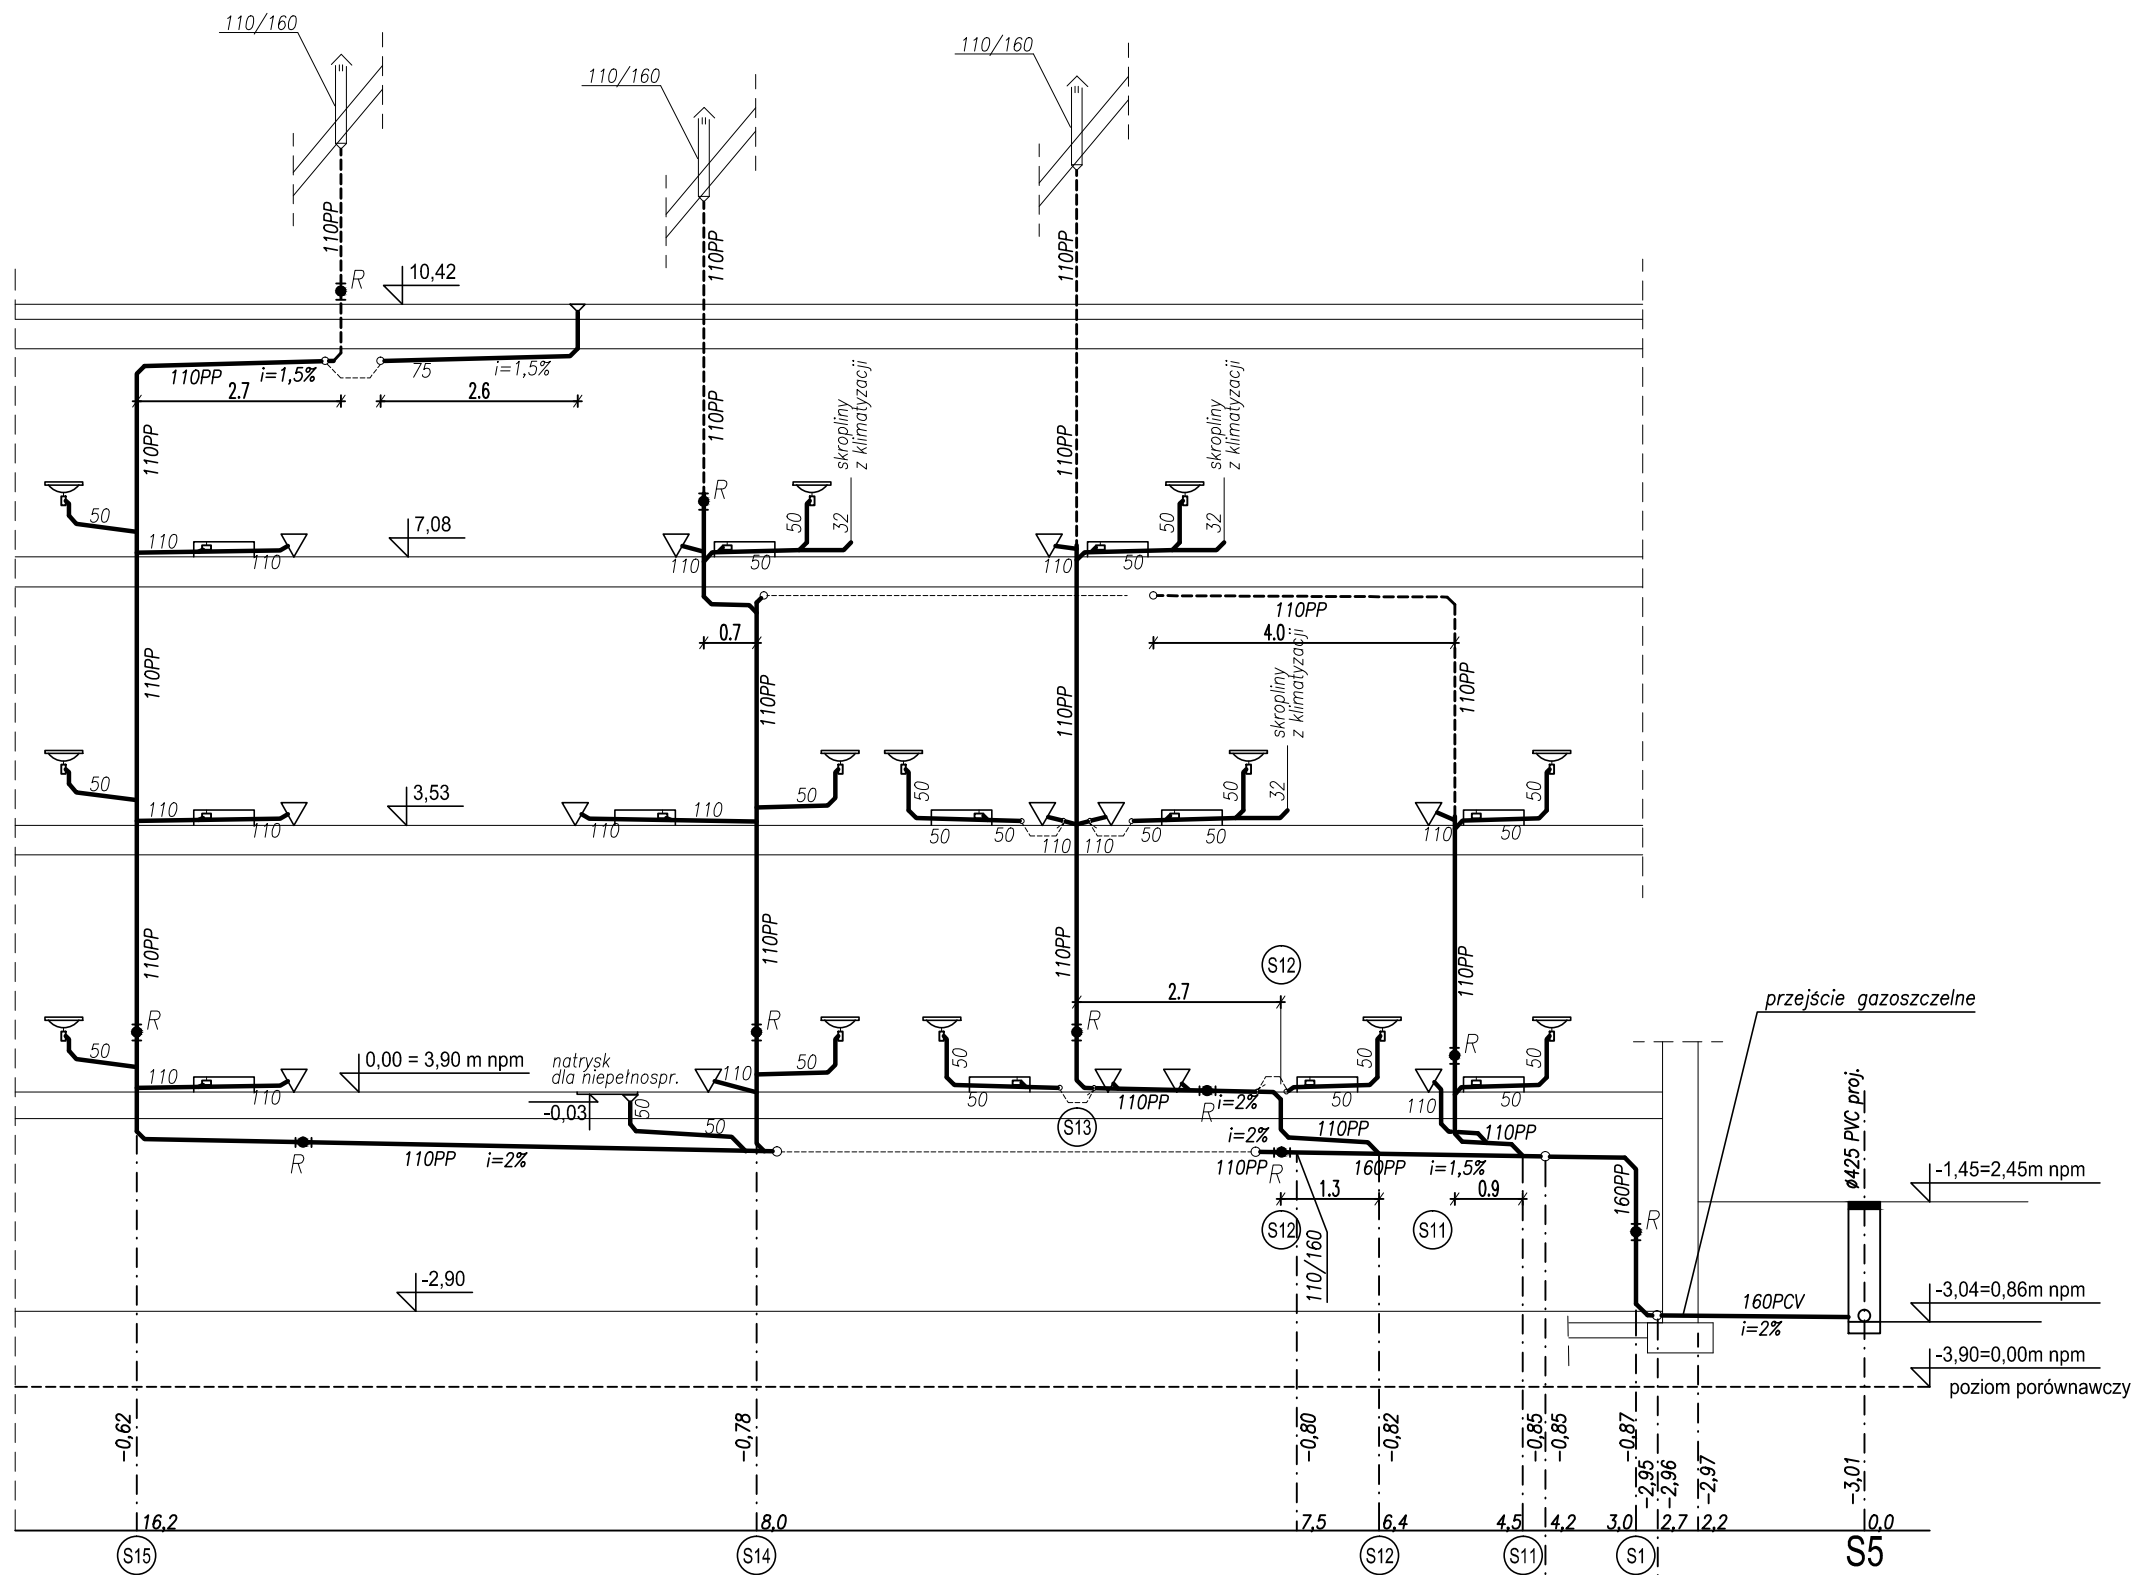 110/160
110/160
110/160
110PP
110PP
110PP
R
10,42
110PP
i=1,5%
75
i=1,5%
2.7
2.6
110PP
110PP
110PP
skropliny
z klimatyzacji
skropliny
z klimatyzacji
R
50
50
32
50
32
110
110
7,08
110
50
110
50
110PP
0.7
4.0
110PP
110PP
110PP
110PP
skropliny
z klimatyzacji
50
50
50
50
32
50
110
110
3,53
110
110
50
50
110
110
50
50
110
50
110PP
110PP
110PP
110PP
S12
2.7
przejście gazoszczelne
R
R
R
R
50
110
110
0,00 = 3,90 m npm
natrysk
dla niepełnospr.
-0,03
50
50
110
50
50
50
110PP
R
i=2%
S13
50
50
110
50
50
R
110PP
i=2%
i=2%
110PP
R
110PP
160PP
i=1,5%
110PP
1.3
0.9
S12
S11
110/160
160PP
R
ø425 PVC proj.
-1,45=2,45m npm
-2,90
160PCV
i=2%
-3,04=0,86m npm
-3,90=0,00m npm
poziom porównawczy
-0,62
-0,78
-0,80
-0,82
-0,85
-0,85
-0,87
-2,95
-2,96
-2,97
-3,01
16,2
8,0
7,5
6,4
4,5
4,2
3,0
2,7
2,2
0,0
S15
S14
S12
S11
S1
S5